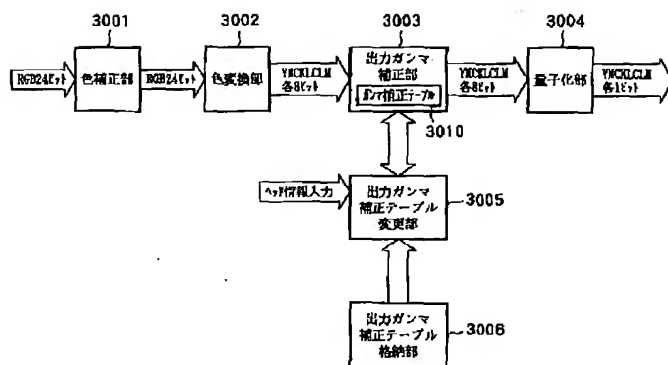 3001
3002
3003
3004
RGB24ビット
色補正部
RGB24ビット
色変換部
YMCKLCLM
各8ビット
出力ガンマ
補正部
ガンマ補正テーブル
3010
YMCKLCLM
各8ビット
量子化部
YMCKLCLM
各1ビット
ヘッド情報入力
出力ガンマ
補正テーブル
変更部
3005
出力ガンマ
補正テーブル
格納部
3006